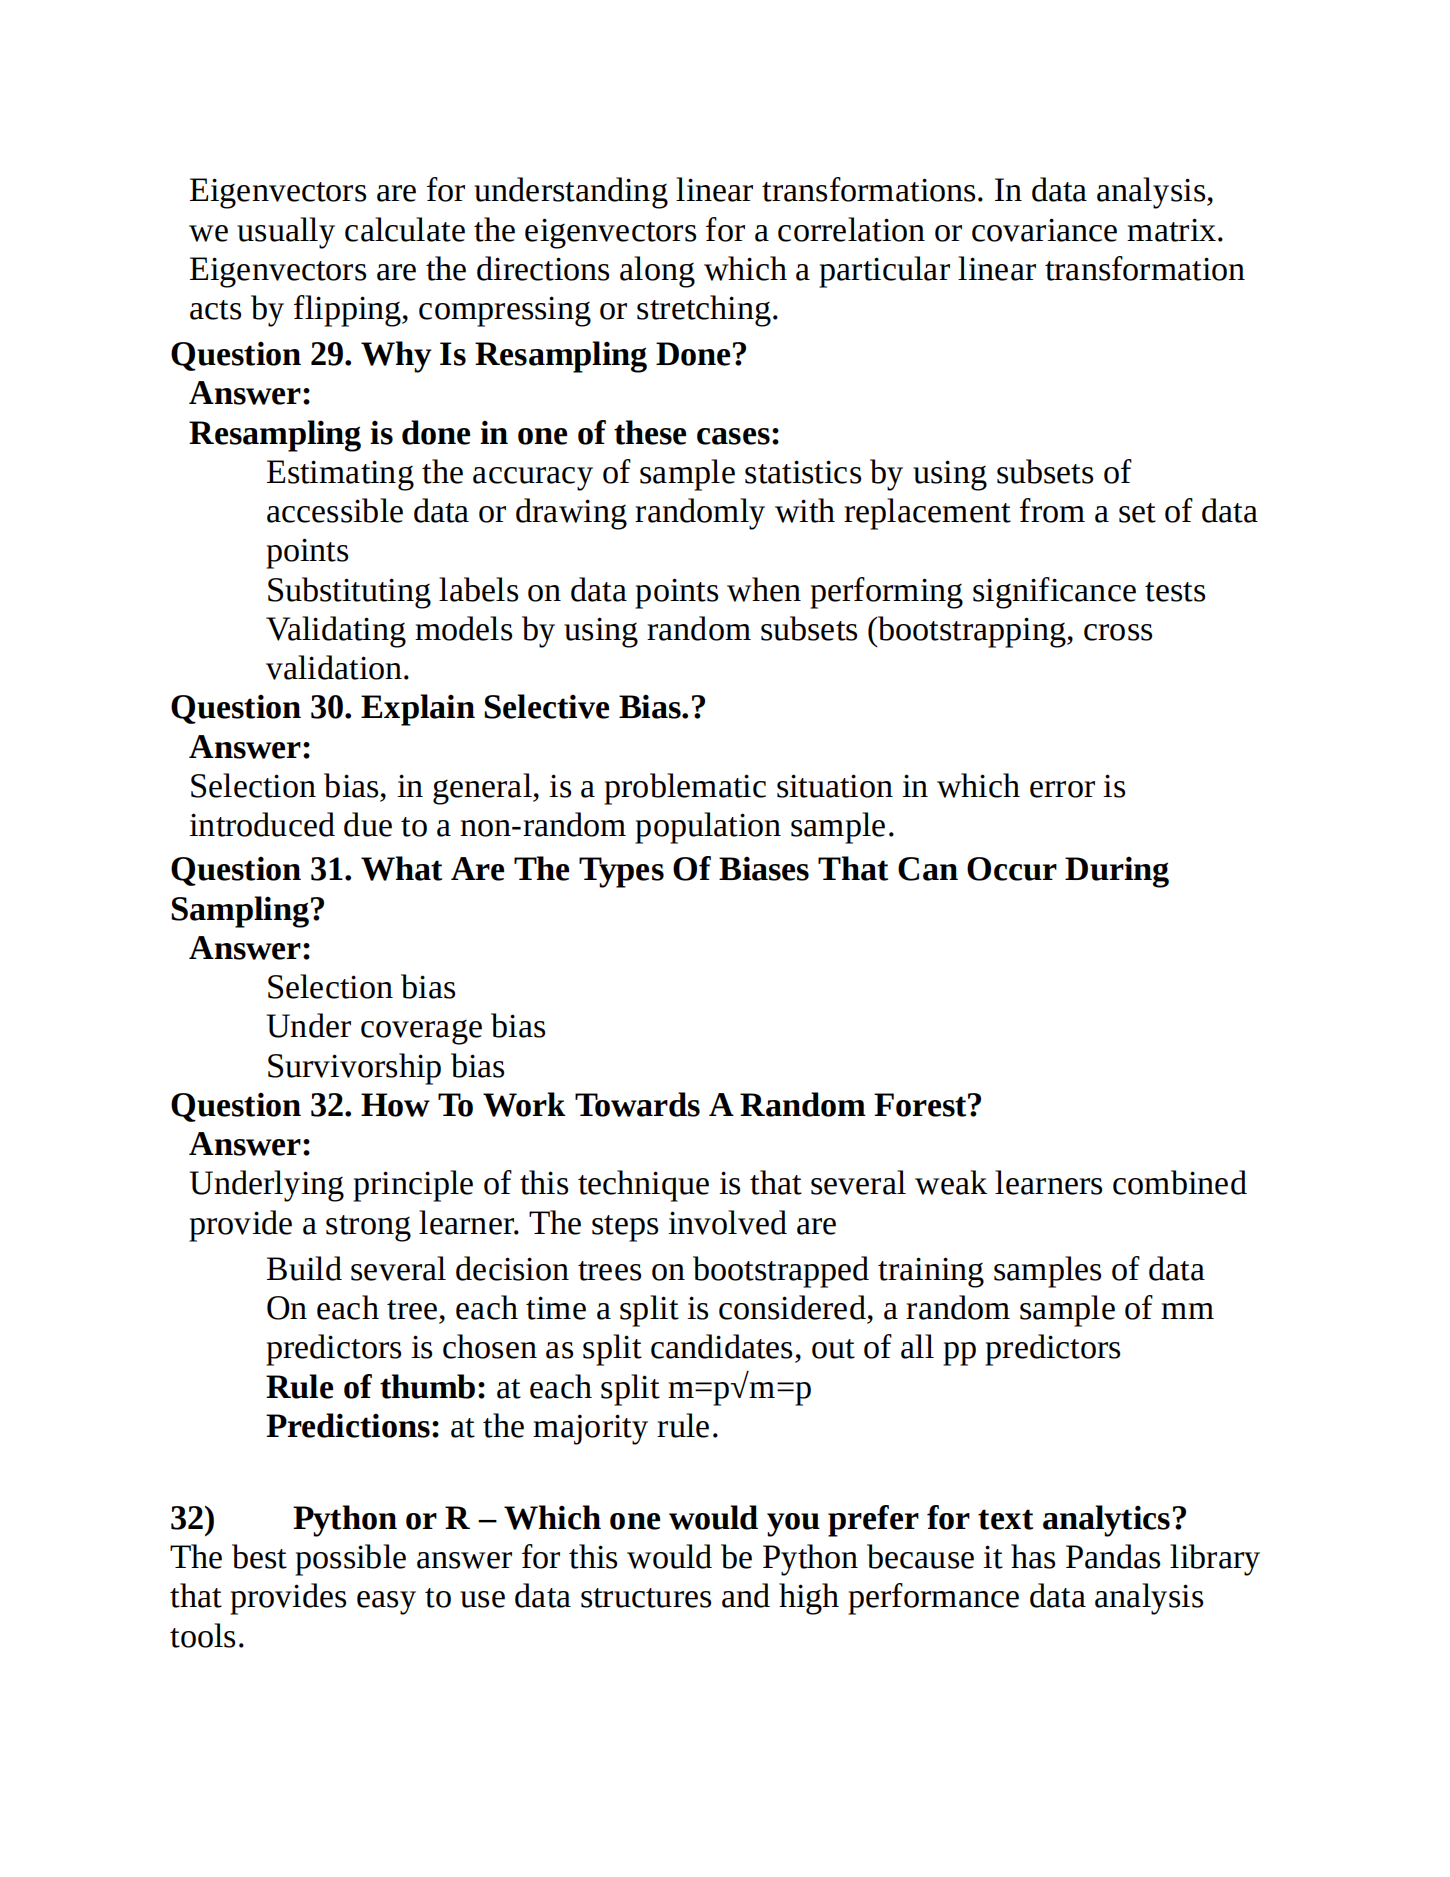 Eigenvectors are for understanding linear transformations. In data analysis,
we usually calculate the eigenvectors for a correlation or covariance matrix.
Eigenvectors are the directions along which a particular linear transformation
acts by flipping, compressing or stretching.
Question 29. Why Is Resampling Done?
Answer:
Resampling is done in one of these cases:
Estimating the accuracy of sample statistics by using subsets of
accessible data or drawing randomly with replacement from a set of data
points
Substituting labels on data points when performing significance tests
Validating models by using random subsets (bootstrapping, cross
validation.
Question 30. Explain Selective Bias.?
Answer:
Selection bias, in general, is a problematic situation in which error is
introduced due to a non-random population sample.
Question 31. What Are The Types Of Biases That Can Occur During
Sampling?
Answer:
Selection bias
Under coverage bias
Survivorship bias
Question 32. How To Work Towards A Random Forest?
Answer:
Underlying principle of this technique is that several weak learners combined
provide a strong learner. The steps involved are
Build several decision trees on bootstrapped training samples of data
On each tree, each time a split is considered, a random sample of mm
predictors is chosen as split candidates, out of all pp predictors
Rule of thumb: at each split m=p√m=p
Predictions: at the majority rule.
32) Python or R – Which one would you prefer for text analytics?
The best possible answer for this would be Python because it has Pandas library
that provides easy to use data structures and high performance data analysis
tools.